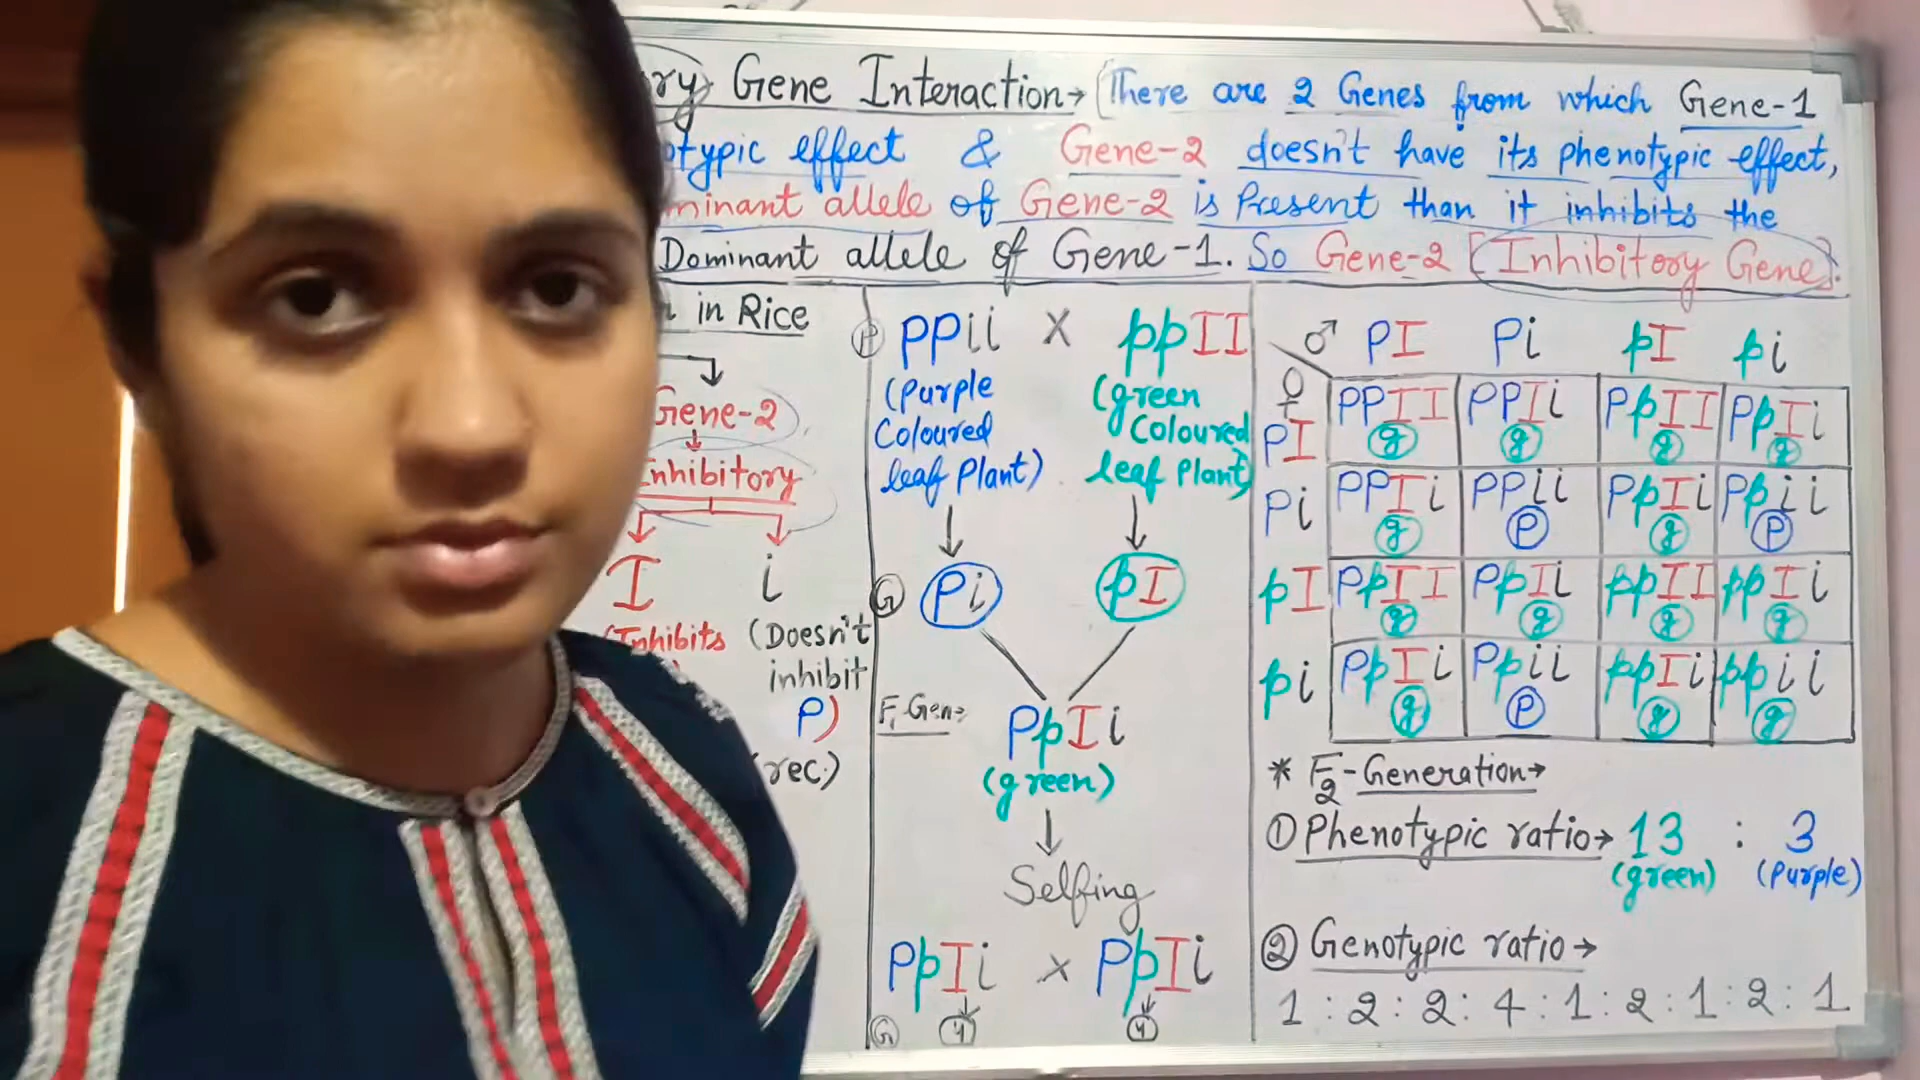 Gene Interaction → [There are 2 Genes from which Gene-1
effect & Gene-2 doesn't have its phenotypic effect,
allele of Gene-2 is Present than it inhibits the
Dominant allele of Gene-1. So Gene-2 [Inhibitory Gene].
in Rice
Gene-2
Inhibitory
I i
(Inhibits (Doesn't
inhibit
P)
(rec.)
P PPii X ppII
(Purple (green
Coloured Coloured
leaf Plant) leaf Plant)
G Pi pI
F1 Gen→ PpIi
(green)
Selfing
PpIi x PpIi
G 4 4
♂ PI Pi pI pi
♀
PI PPII g PPIi g PpII g PpIi g
Pi PPIi g PPii P PpIi g Ppii P
pI PpII g PpIi g ppII g ppIi g
pi PpIi g Ppii P ppIi g ppii g
* F2-Generation→
① Phenotypic ratio→ 13 : 3
(green) (Purple)
② Genotypic ratio→
1 : 2 : 2 : 4 : 1 : 2 : 1 : 2 : 1